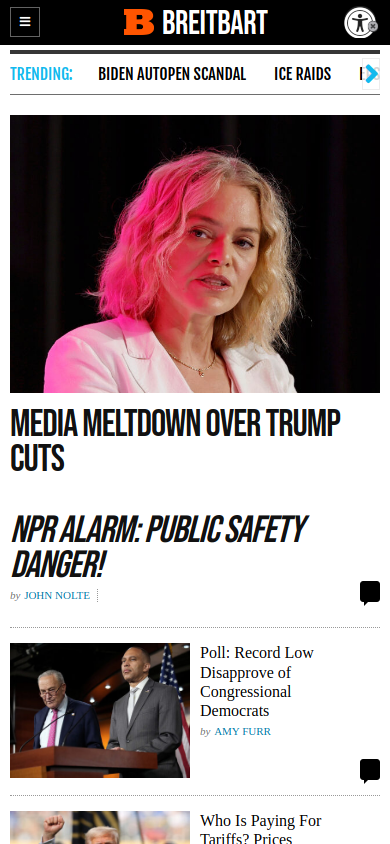 B BREITBART
TRENDING: BIDEN AUTOPEN SCANDAL ICE RAIDS
MEDIA MELTDOWN OVER TRUMP
CUTS
NPR ALARM: PUBLIC SAFETY
DANGER!
by JOHN NOLTE
Poll: Record Low
Disapprove of
Congressional
Democrats
by AMY FURR
Who Is Paying For
Tariffs? Prices